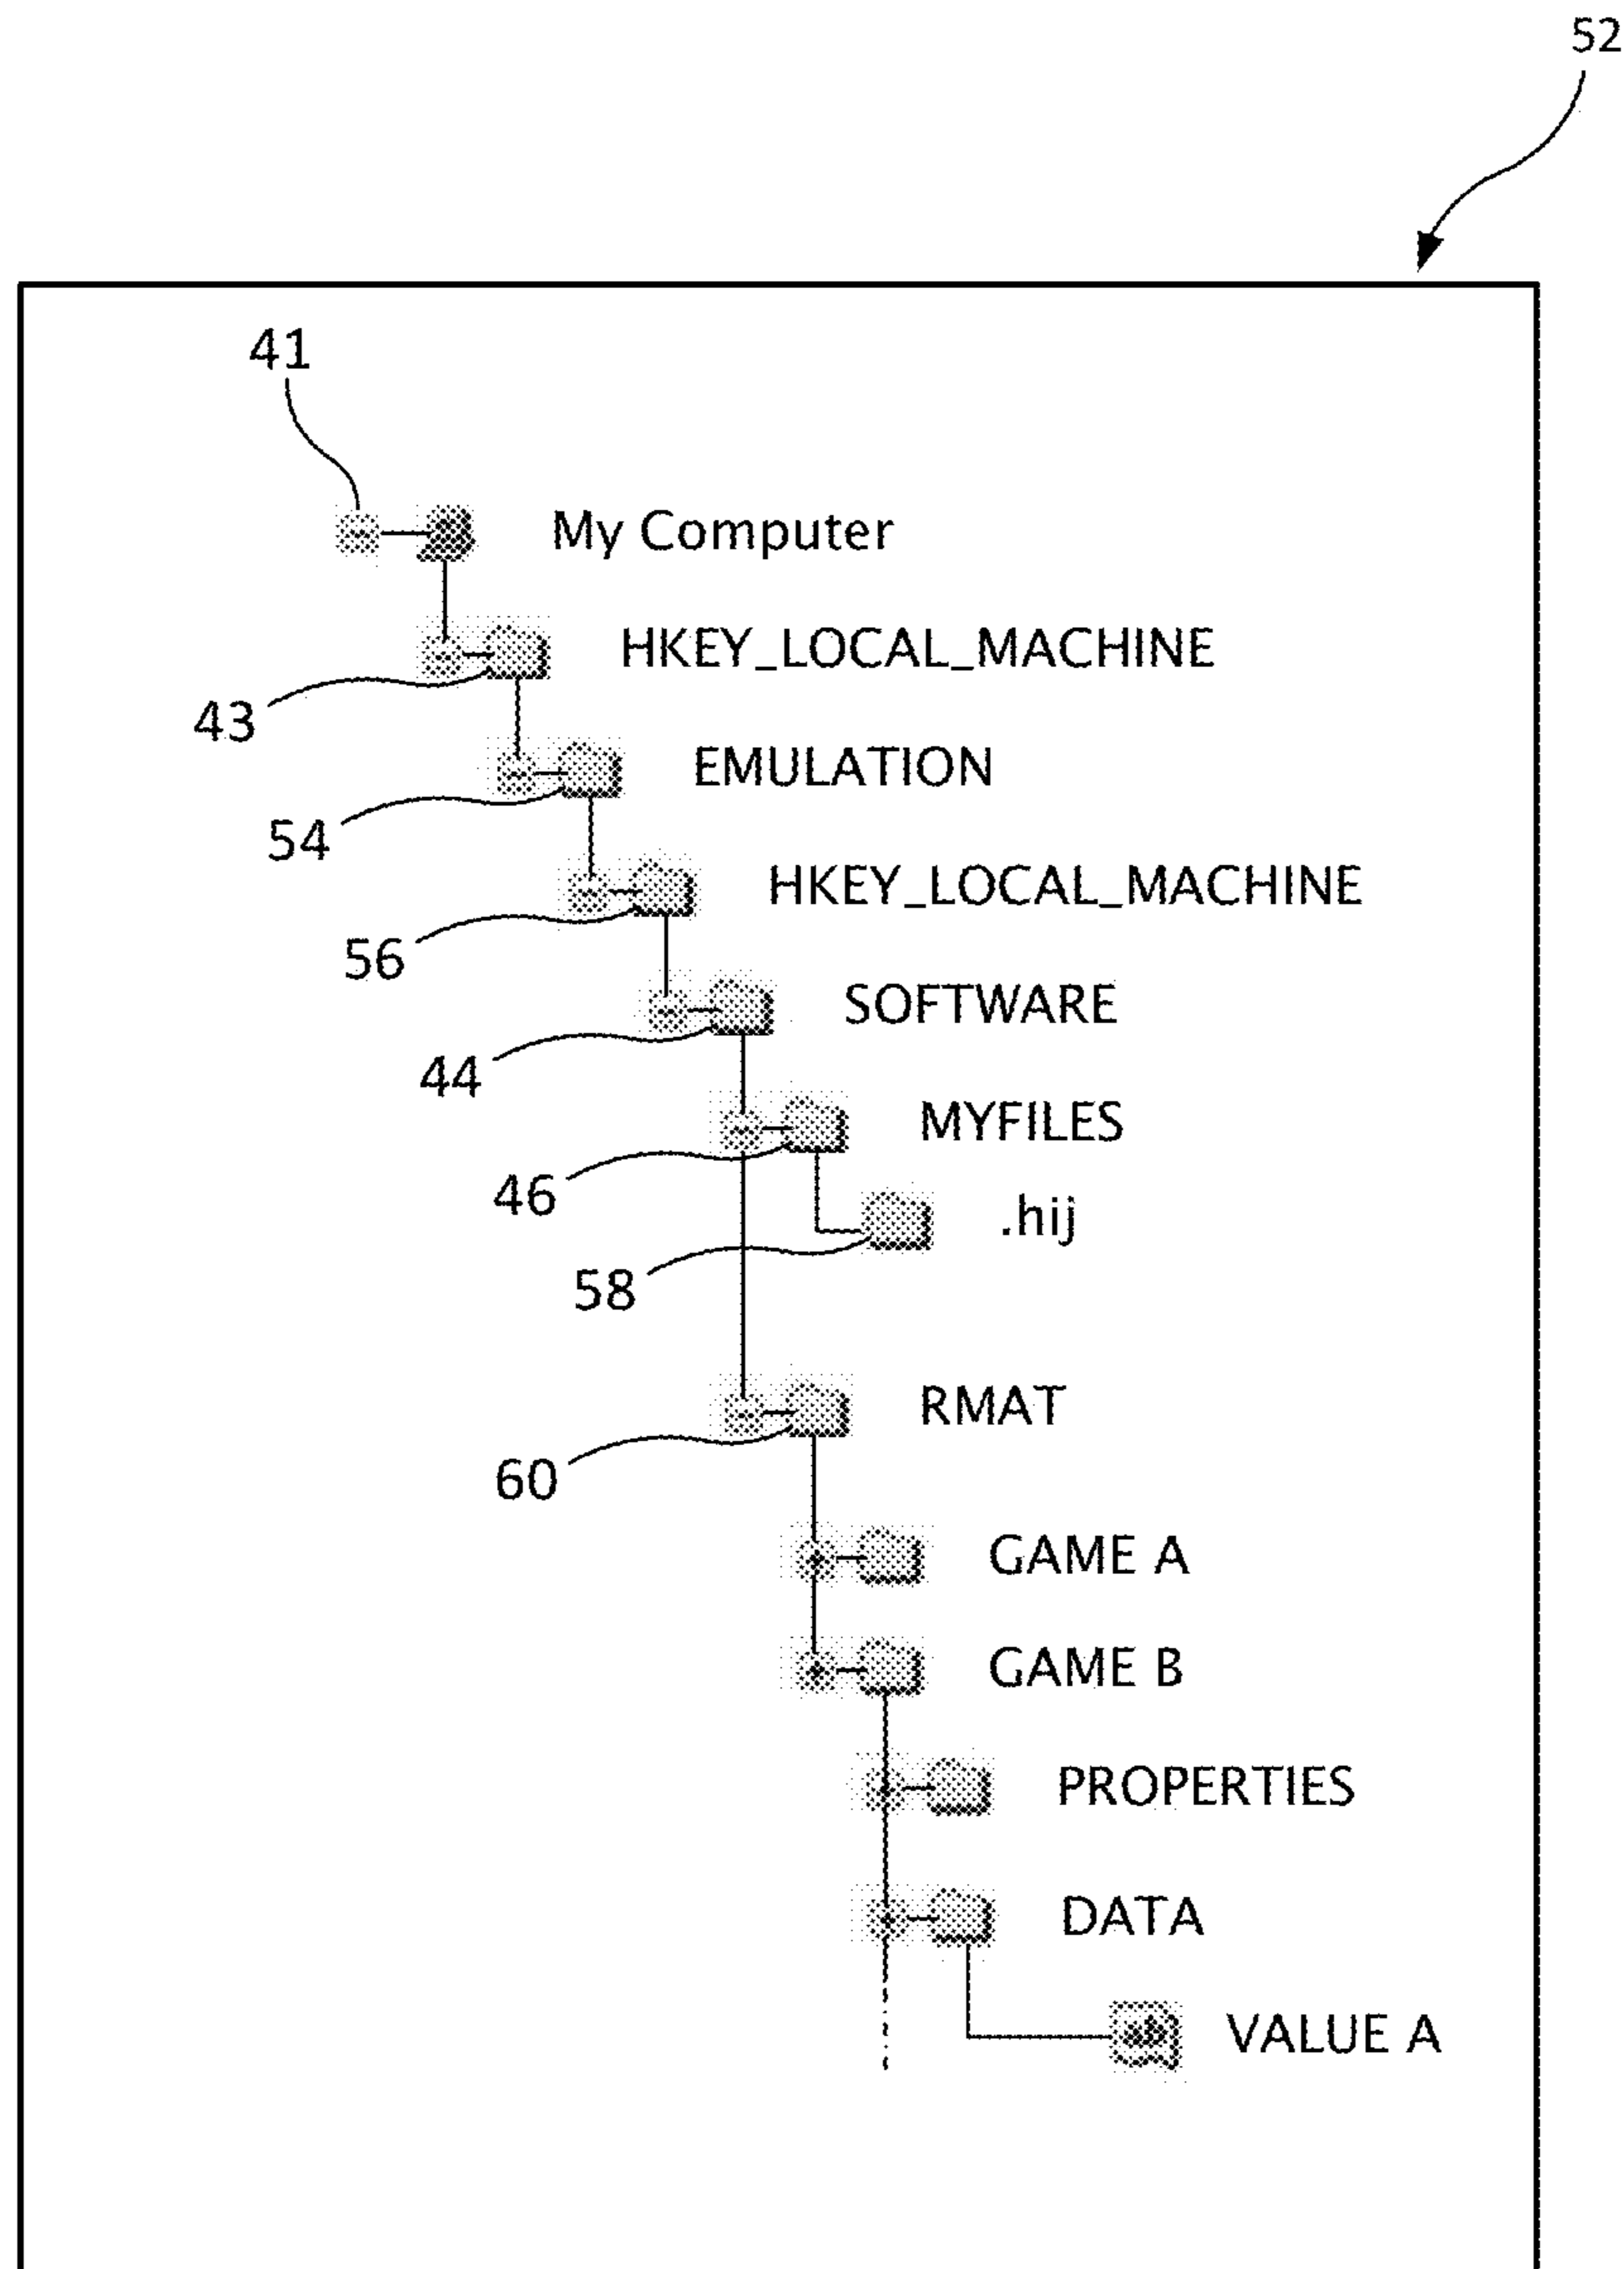 52
41
My Computer
HKEY_LOCAL_MACHINE
43
EMULATION
54
HKEY_LOCAL_MACHINE
56
SOFTWARE
44
MYFILES
46
.hij
58
RMAT
60
GAME A
GAME B
PROPERTIES
DATA
VALUE A